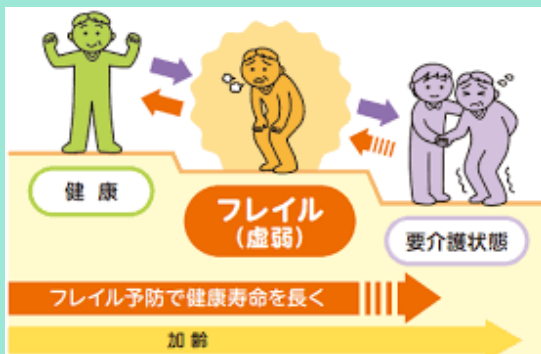 健康
フレイル
(虚弱)
要介護状態
フレイル予防で健康寿命を長く
加齢